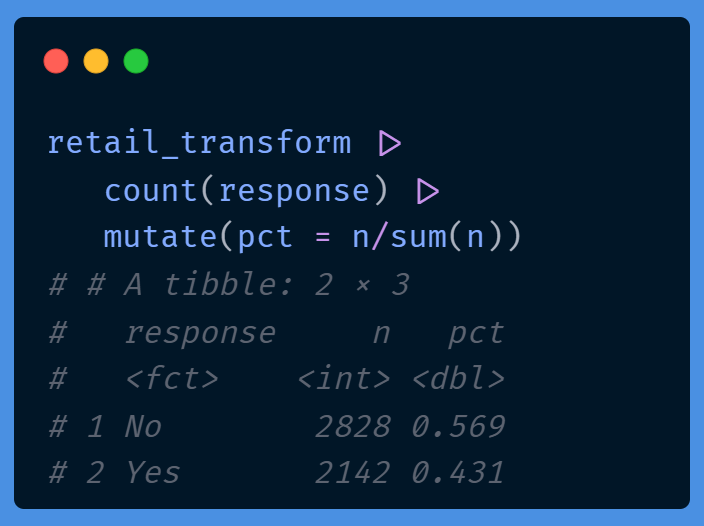 retail_transform |>
   count(response) |>
   mutate(pct = n/sum(n))
# # A tibble: 2 × 3
#   response     n   pct
#   <fct>    <int> <dbl>
# 1 No        2828 0.569
# 2 Yes       2142 0.431